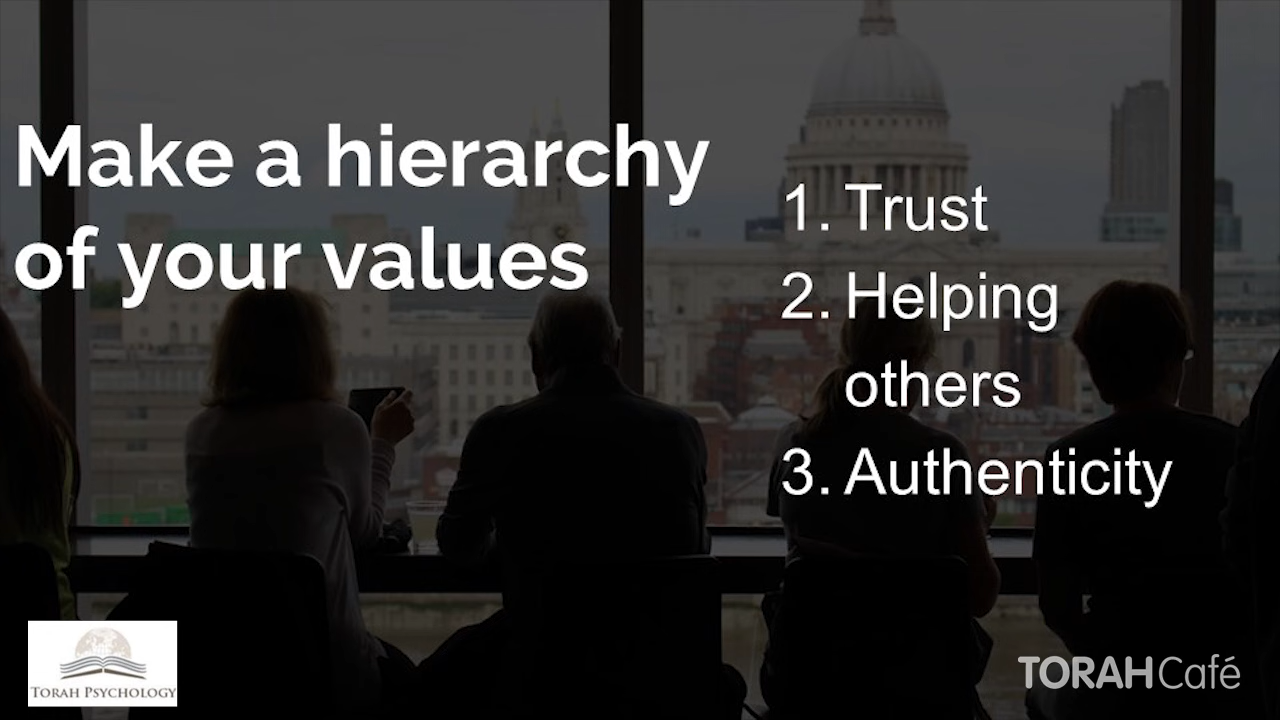 Make a hierarchy
of your values
1. Trust
2. Helping
others
3. Authenticity
TORAH PSYCHOLOGY
TORAHCafé